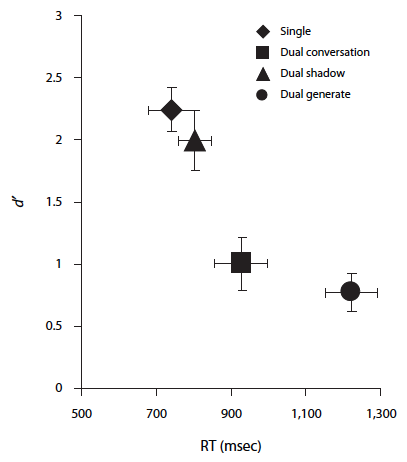 3
Single
Dual conversation
Dual shadow
Dual generate
2.5
2
1.5
1
0.5
0
d′
500 700 900 1,100 1,300
RT (msec)